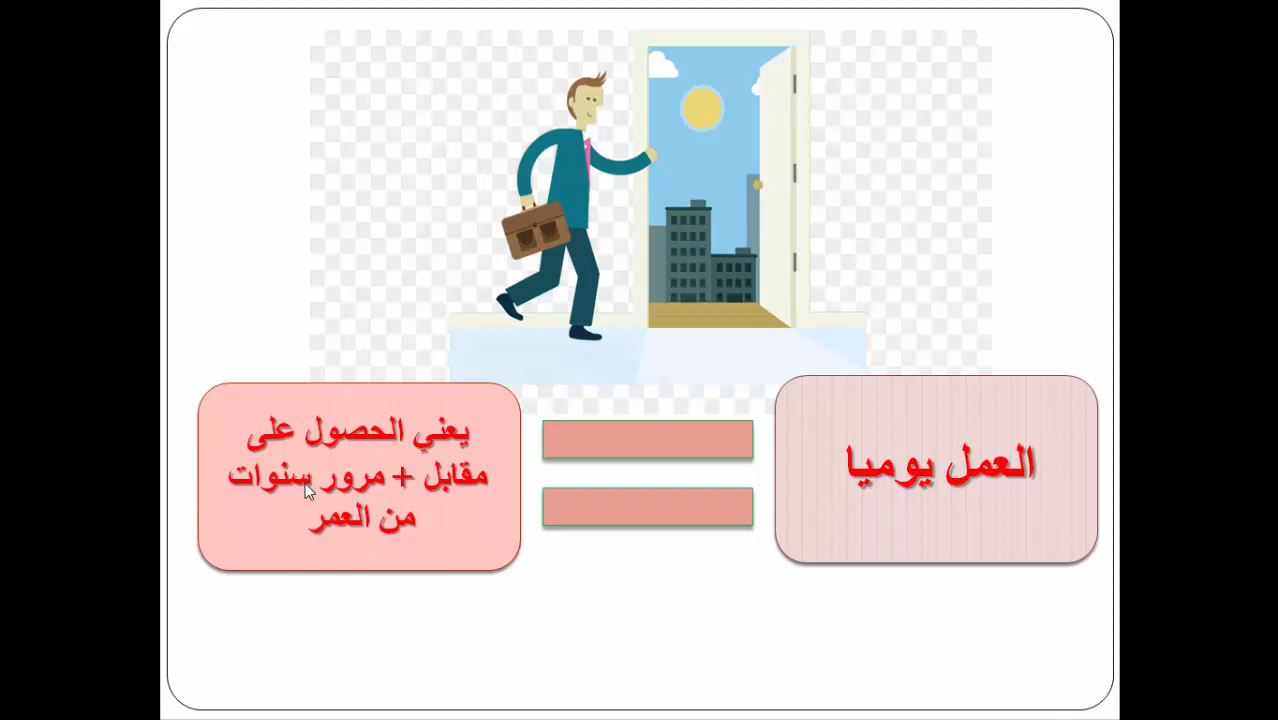 العمل يوميا
يعني الحصول على
مقابل + مرور سنوات
من العمر